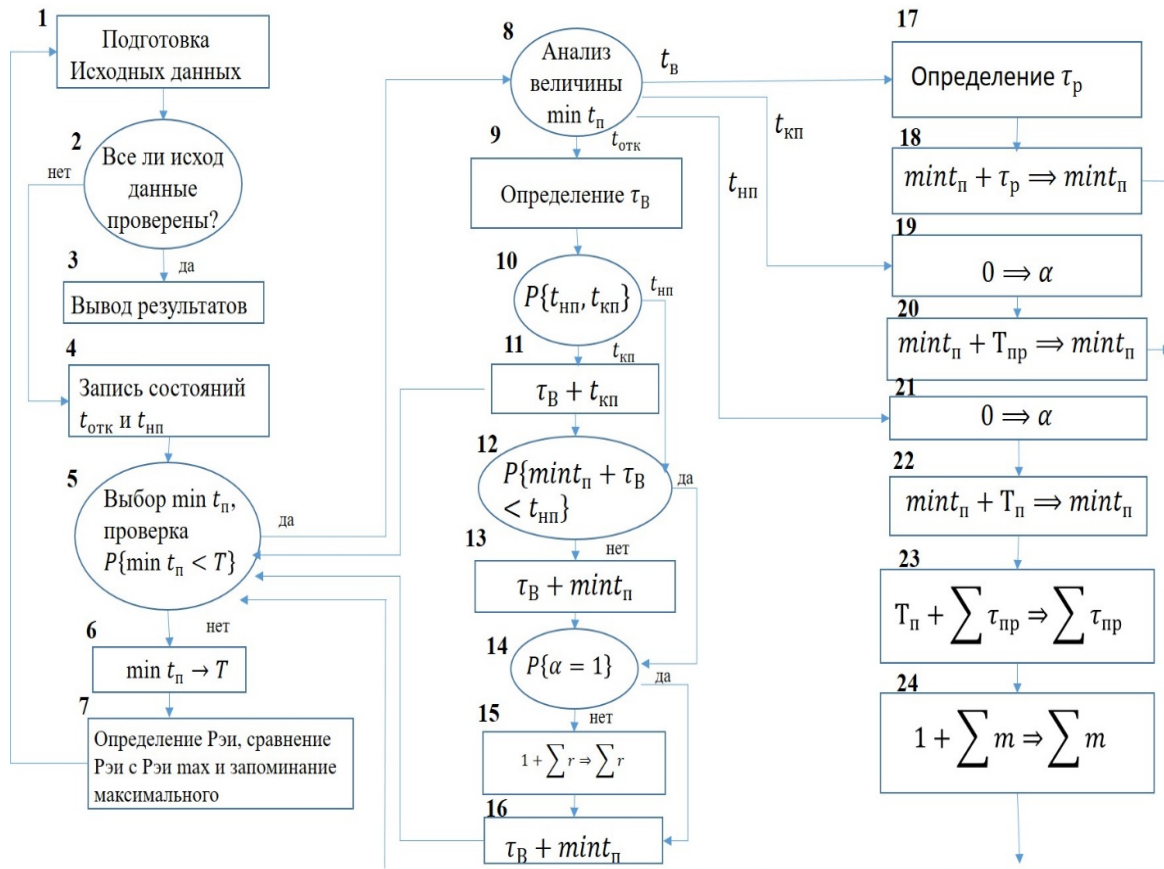 1
Подготовка
Исходных данных
2
Все ли исход
данные
проверены?
нет
да
3
Вывод результатов
4
Запись состояний
t_отк и t_нп
5
Выбор min t_п,
проверка
P{min t_п < T}
да
нет
6
min t_п → T
7
Определение Рэи, сравнение
Рэи с Рэи max и запоминание
максимального
8
Анализ
величины
min t_п
t_в
t_кп
t_нп
t_отк
9
Определение τ_В
10
P{t_нп, t_кп}
t_нп
t_кп
11
τ_В + t_кп
12
P{mint_п + τ_В
< t_нп}
да
нет
13
τ_В + mint_п
14
P{α = 1}
да
нет
15
1 + ∑ r ⇒ ∑ r
16
τ_В + mint_п
17
Определение τ_р
18
mint_п + τ_р ⟹ mint_п
19
0 ⟹ α
20
mint_п + T_пр ⟹ mint_п
21
0 ⟹ α
22
mint_п + T_п ⟹ mint_п
23
T_п + ∑ τ_пр ⇒ ∑ τ_пр
24
1 + ∑ m ⇒ ∑ m